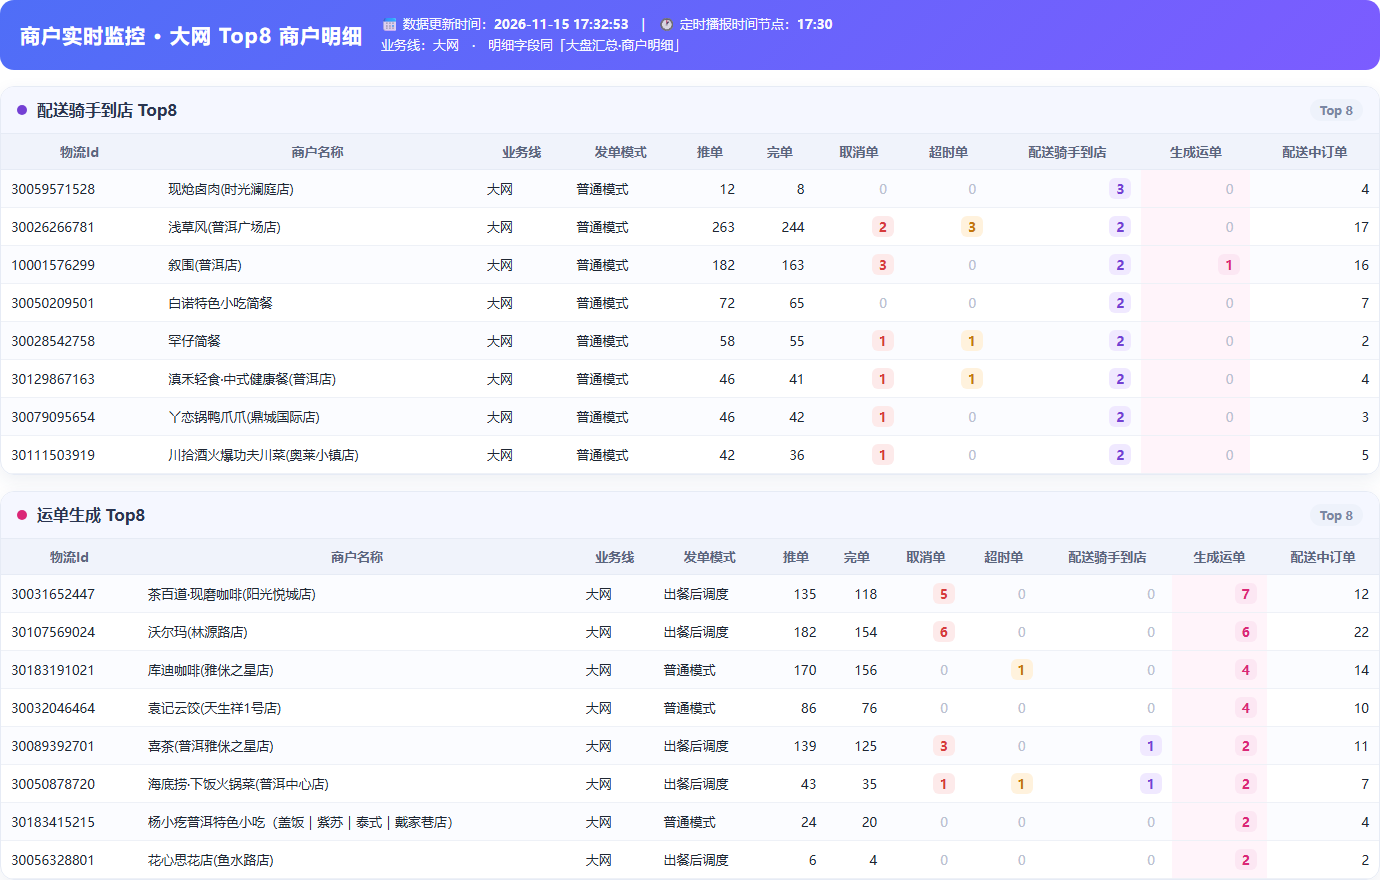 商户实时监控 · 大网 Top8 商户明细
数据更新时间：2026-11-15 17:32:53 | 定时播报时间节点：17:30
业务线：大网 · 明细字段同「大盘汇总·商户明细」
配送骑手到店 Top8 Top 8
物流Id 商户名称 业务线 发单模式 推单 完单 取消单 超时单 配送骑手到店 生成运单 配送中订单
30059571528 现炝卤肉(时光澜庭店) 大网 普通模式 12 8 0 0 3 0 4
30026266781 浅草风(普洱广场店) 大网 普通模式 263 244 2 3 2 0 17
10001576299 叙围(普洱店) 大网 普通模式 182 163 3 0 2 1 16
30050209501 白诺特色小吃简餐 大网 普通模式 72 65 0 0 2 0 7
30028542758 罕仔简餐 大网 普通模式 58 55 1 1 2 0 2
30129867163 滇禾轻食·中式健康餐(普洱店) 大网 普通模式 46 41 1 1 2 0 4
30079095654 丫恋锅鸭爪爪(鼎城国际店) 大网 普通模式 46 42 1 0 2 0 3
30111503919 川拾酒火爆功夫川菜(奥莱小镇店) 大网 普通模式 42 36 1 0 2 0 5
运单生成 Top8 Top 8
物流Id 商户名称 业务线 发单模式 推单 完单 取消单 超时单 配送骑手到店 生成运单 配送中订单
30031652447 茶百道·现磨咖啡(阳光悦城店) 大网 出餐后调度 135 118 5 0 0 7 12
30107569024 沃尔玛(林源路店) 大网 出餐后调度 182 154 6 0 0 6 22
30183191021 库迪咖啡(雅侎之星店) 大网 普通模式 170 156 0 1 0 4 14
30032046464 袁记云饺(天生祥1号店) 大网 普通模式 86 76 0 0 0 4 10
30089392701 喜茶(普洱雅侎之星店) 大网 出餐后调度 139 125 3 0 1 2 11
30050878720 海底捞·下饭火锅菜(普洱中心店) 大网 出餐后调度 43 35 1 1 1 2 7
30183415215 杨小疙普洱特色小吃（盖饭｜紫苏｜泰式｜戴家巷店） 大网 普通模式 24 20 0 0 0 2 4
30056328801 花心思花店(鱼水路店) 大网 出餐后调度 6 4 0 0 0 2 2